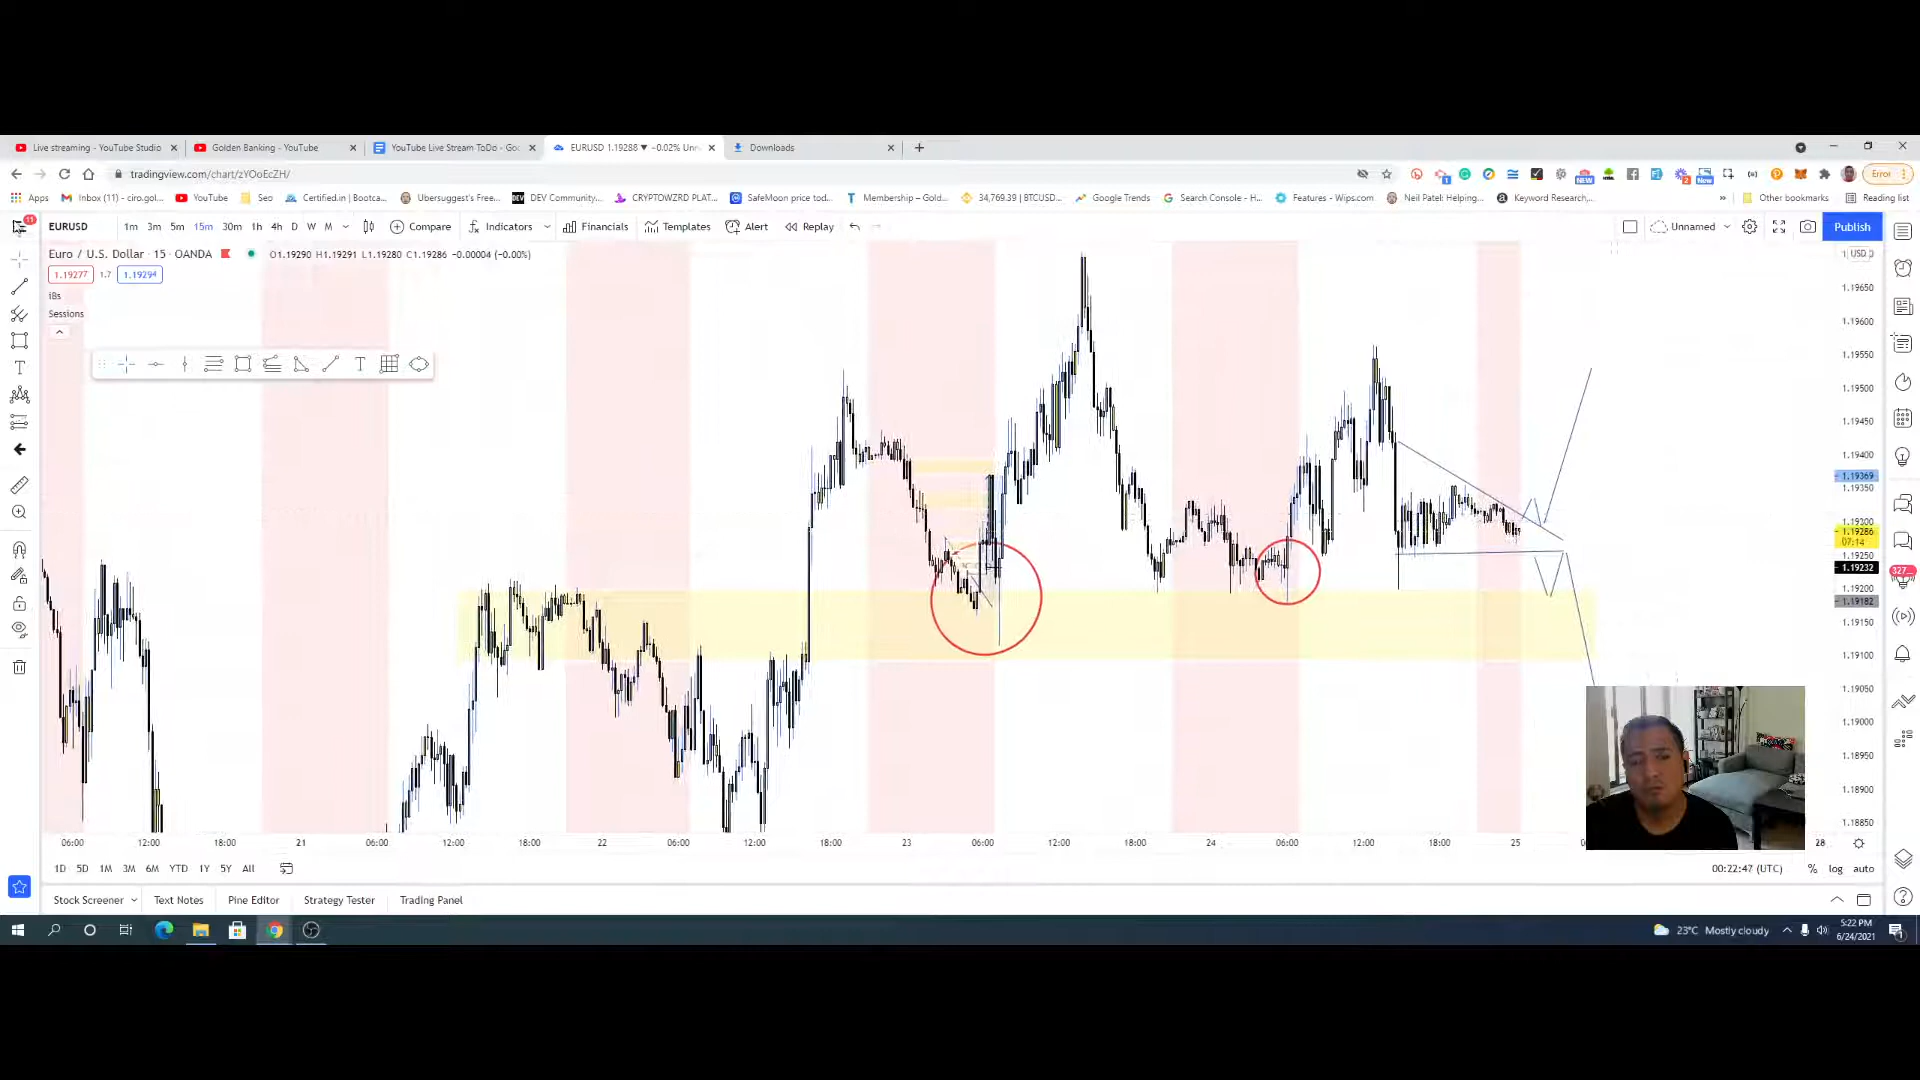 Live streaming - YouTube Studio
Golden Banking - YouTube
YouTube Live Stream ToDo - Goo
EURUSD 1.19288 ▼ -0.02% Unn
Downloads
tradingview.com/chart/zYOoEcZH/
Error
Apps
Inbox (11) - ciro.gol...
YouTube
Seo
Certified.in | Bootca...
Ubersuggest's Free...
DEV Community...
CRYPTOWZRD PLAT...
SafeMoon price tod...
Membership – Gold...
34,769.39 | BTCUSD...
Google Trends
Search Console - H...
Features - Wips.com
Neil Patel: Helping...
Keyword Research,...
»
Other bookmarks
Reading list
11
EURUSD
1m 3m 5m 15m 30m 1h 4h D W M
Compare
Indicators
Financials
Templates
Alert
Replay
Unnamed
Publish
Euro / U.S. Dollar · 15 · OANDA
O1.19290 H1.19291 L1.19280 C1.19286 −0.00004 (−0.00%)
1.19277 1.7 1.19294
iBs
Sessions
USD
1.19650
1.19600
1.19550
1.19500
1.19450
1.19400
1.19369
1.19350
1.19300
1.19286
07:14
1.19250
1.19232
1.19200
1.19182
1.19150
1.19100
1.19050
1.19000
1.18950
1.18900
1.18850
327
06:00 12:00 18:00 21 06:00 12:00 18:00 22 06:00 12:00 18:00 23 06:00 12:00 18:00 24 06:00 12:00 18:00 25 28
1D 5D 1M 3M 6M YTD 1Y 5Y All
00:22:47 (UTC) % log auto
Stock Screener
Text Notes
Pine Editor
Strategy Tester
Trading Panel
23°C Mostly cloudy
5:22 PM
6/24/2021